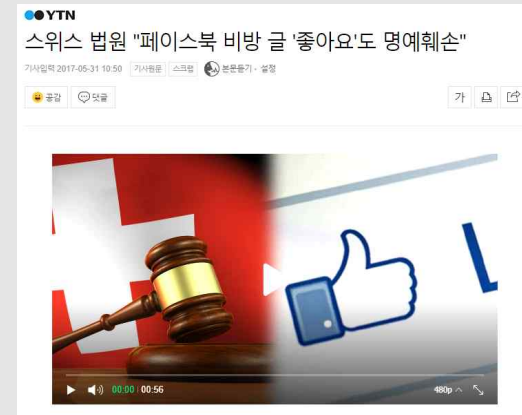 YTN
스위스 법원 "페이스북 비방 글 '좋아요'도 명예훼손"
기사입력 2017-05-31 10:50 기사원문 스크랩 본문듣기 · 설정
공감 댓글 가
L
00:00 00:56 480p